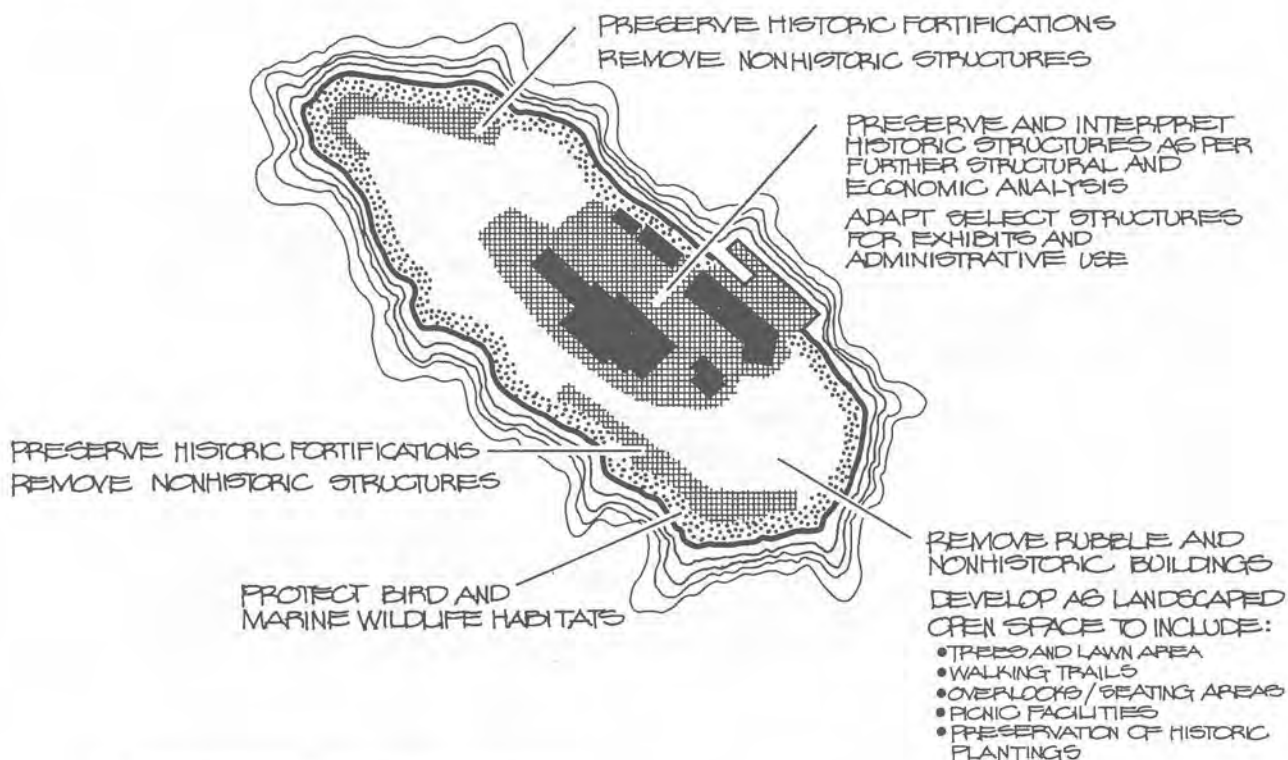 PRESERVE HISTORIC FORTIFICATIONS
REMOVE NONHISTORIC STRUCTURES
PRESERVE AND INTERPRET
HISTORIC STRUCTURES AS PER
FURTHER STRUCTURAL AND
ECONOMIC ANALYSIS
ADAPT SELECT STRUCTURES
FOR EXHIBITS AND
ADMINISTRATIVE USE
PRESERVE HISTORIC FORTIFICATIONS
REMOVE NONHISTORIC STRUCTURES
PROTECT BIRD AND
MARINE WILDLIFE HABITATS
REMOVE RUBBLE AND
NONHISTORIC BUILDINGS
DEVELOP AS LANDSCAPED
OPEN SPACE TO INCLUDE:
• TREES AND LAWN AREA
• WALKING TRAILS
• OVERLOOKS/SEATING AREAS
• PICNIC FACILITIES
• PRESERVATION OF HISTORIC
PLANTINGS